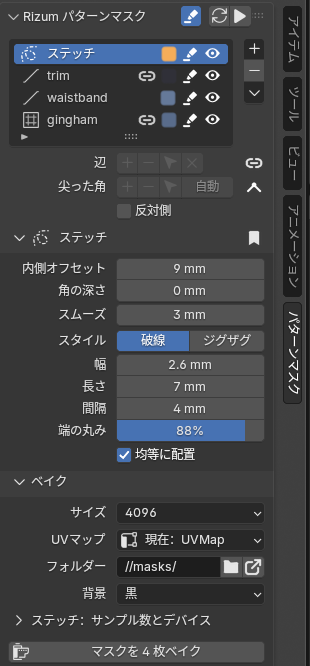 Rizum パターンマスク
ステッチ
trim
waistband
gingham
辺
尖った角 自動
反対側
ステッチ
内側オフセット 9 mm
角の深さ 0 mm
スムーズ 3 mm
スタイル 破線 ジグザグ
幅 2.6 mm
長さ 7 mm
間隔 4 mm
端の丸み 88%
均等に配置
ベイク
サイズ 4096
UVマップ 現在: UVMap
フォルダー //masks/
背景 黒
ステッチ: サンプル数とデバイス
マスクを 4 枚ベイク
アイテム
ツール
ビュー
アニメーション
パターンマスク